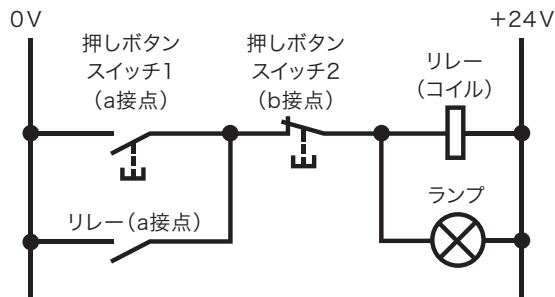 0V
+24V
押しボタン
スイッチ1
（a接点）
押しボタン
スイッチ2
（b接点）
リレー
（コイル）
リレー（a接点）
ランプ